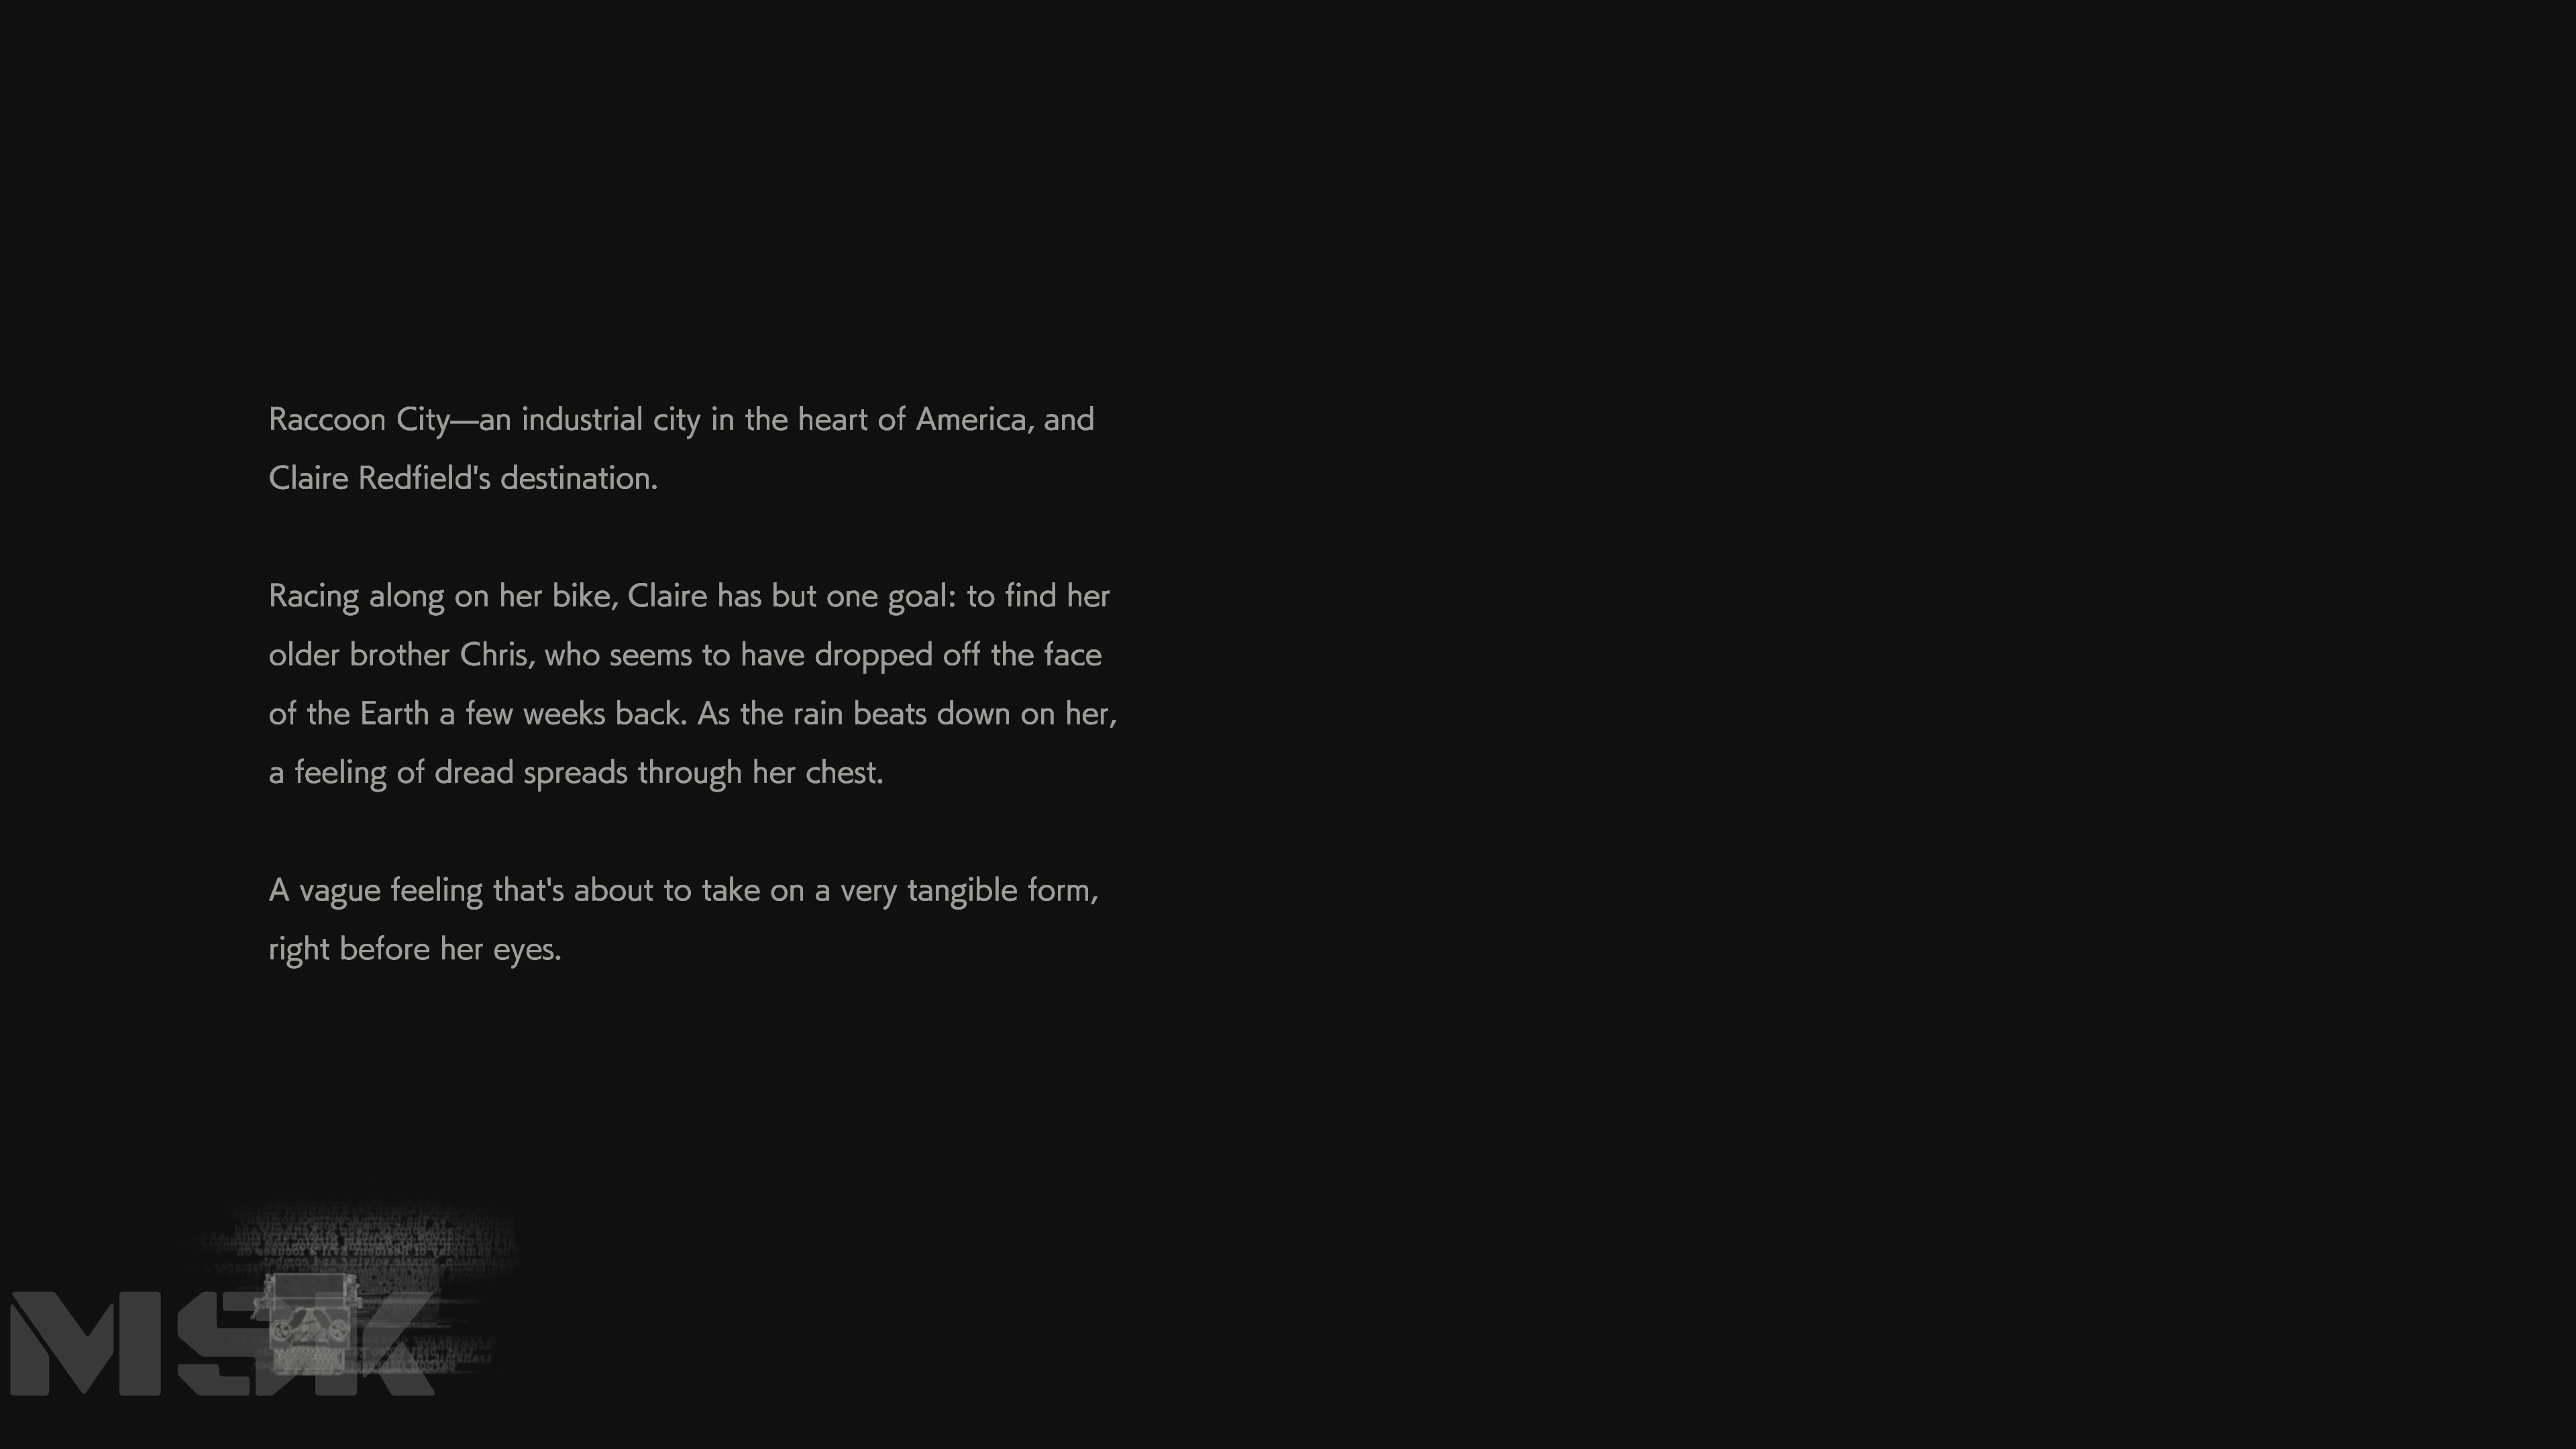 Raccoon City—an industrial city in the heart of America, and
Claire Redfield's destination.
Racing along on her bike, Claire has but one goal: to find her
older brother Chris, who seems to have dropped off the face
of the Earth a few weeks back. As the rain beats down on her,
a feeling of dread spreads through her chest.
A vague feeling that's about to take on a very tangible form,
right before her eyes.
MSK